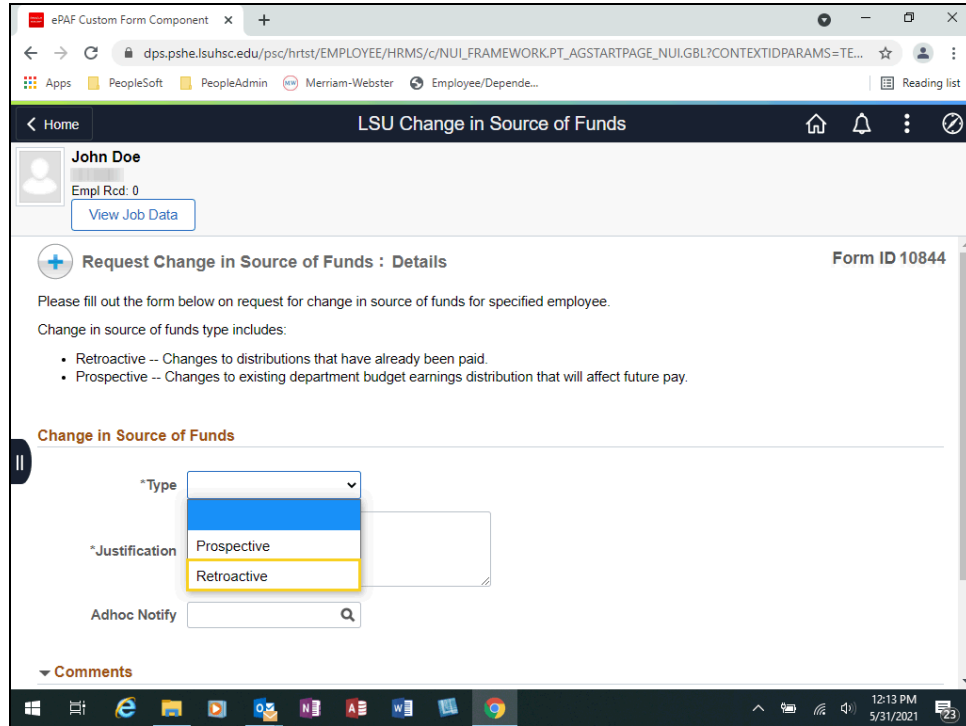 ePAF Custom Form Component
dps.pshe.lsuhsc.edu/psc/hrtst/EMPLOYEE/HRMS/c/NUI_FRAMEWORK.PT_AGSTARTPAGE_NUI.GBL?CONTEXTIDPARAMS=TE...
Apps PeopleSoft PeopleAdmin MW Merriam-Webster Employee/Depende... Reading list
Home LSU Change in Source of Funds
John Doe
Empl Rcd: 0
View Job Data
Request Change in Source of Funds : Details Form ID 10844
Please fill out the form below on request for change in source of funds for specified employee.
Change in source of funds type includes:
• Retroactive -- Changes to distributions that have already been paid.
• Prospective -- Changes to existing department budget earnings distribution that will affect future pay.
Change in Source of Funds
*Type
*Justification Prospective
Retroactive
Adhoc Notify
Comments
12:13 PM
5/31/2021
23